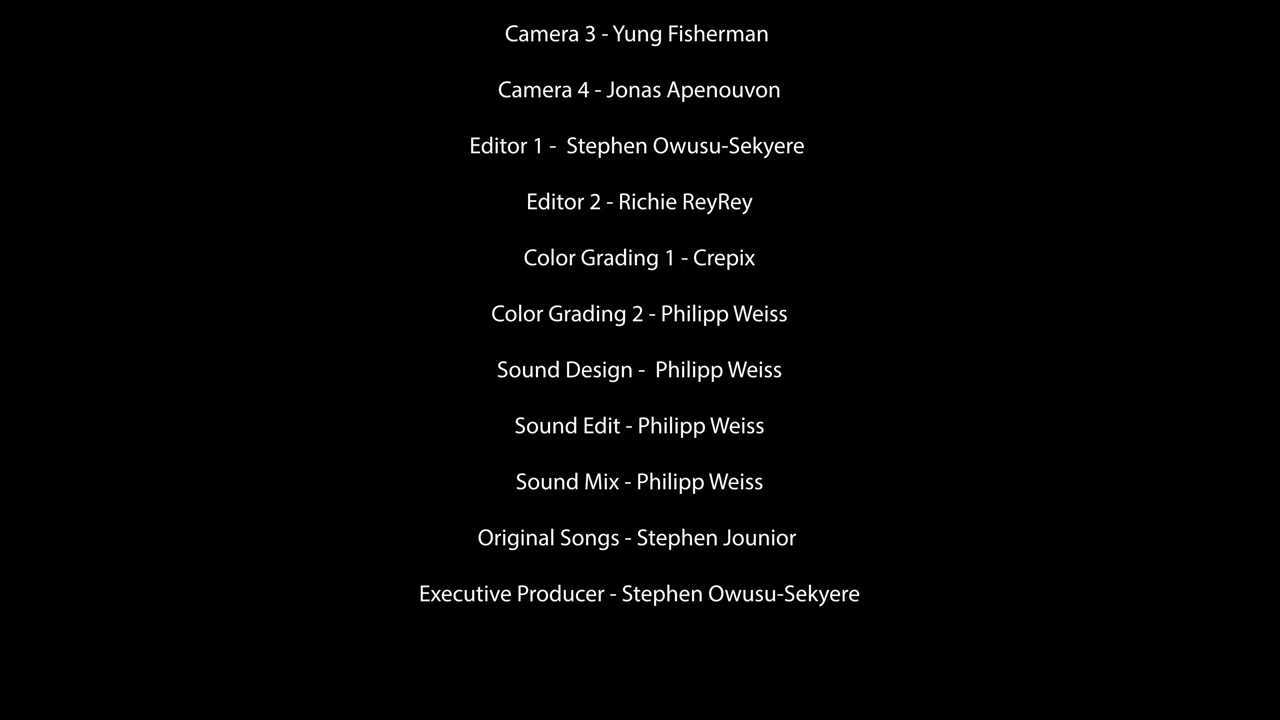 Camera 3 - Yung Fisherman
Camera 4 - Jonas Apenouvon
Editor 1 -  Stephen Owusu-Sekyere
Editor 2 - Richie ReyRey
Color Grading 1 - Crepix
Color Grading 2 - Philipp Weiss
Sound Design -  Philipp Weiss
Sound Edit - Philipp Weiss
Sound Mix - Philipp Weiss
Original Songs - Stephen Jounior
Executive Producer - Stephen Owusu-Sekyere